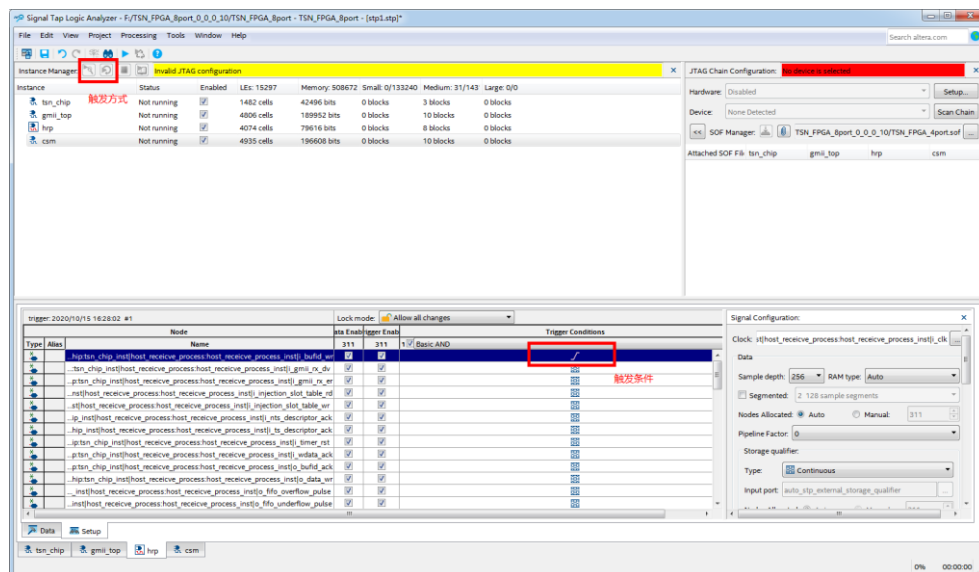 Signal Tap Logic Analyzer - F:/TSN_FPGA_8port_0_0_0_10/TSN_FPGA_8port - TSN_FPGA_8port - [stp1.stp]*
File Edit View Project Processing Tools Window Help
Search altera.com
Instance Manager: Invalid JTAG configuration
JTAG Chain Configuration: No device is selected
Instance Status Enabled LEs: 15297 Memory: 508672 Small: 0/133240 Medium: 31/143 Large: 0/0
触发方式
tsn_chip Not running 1482 cells 42496 bits 0 blocks 3 blocks 0 blocks
gmii_top Not running 4806 cells 189952 bits 0 blocks 10 blocks 0 blocks
hrp Not running 4074 cells 79616 bits 0 blocks 8 blocks 0 blocks
csm Not running 4935 cells 196608 bits 0 blocks 10 blocks 0 blocks
Hardware: Disabled Setup...
Device: None Detected Scan Chain
<< SOF Manager: TSN_FPGA_8port_0_0_0_10/TSN_FPGA_4port.sof ...
Attached SOF Fil tsn_chip gmii_top hrp csm
trigger: 2020/10/15 16:28:02 #1 Lock mode: Allow all changes
Node ata Enab igger Enab Trigger Conditions
Type Alias Name 311 311 1 Basic AND
...hip:tsn_chip_inst|host_receicve_process:host_receicve_process_inst|i_bufid_wr
...:tsn_chip_inst|host_receicve_process:host_receicve_process_inst|i_gmii_rx_dv
触发条件
...p:tsn_chip_inst|host_receicve_process:host_receicve_process_inst|i_gmii_rx_er
...nst|host_receicve_process:host_receicve_process_inst|i_injection_slot_table_rd
...st|host_receicve_process:host_receicve_process_inst|i_injection_slot_table_wr
...ip_inst|host_receicve_process:host_receicve_process_inst|i_nts_descriptor_ack
...hip_inst|host_receicve_process:host_receicve_process_inst|i_ts_descriptor_ack
...ip:tsn_chip_inst|host_receicve_process:host_receicve_process_inst|i_timer_rst
...p:tsn_chip_inst|host_receicve_process:host_receicve_process_inst|i_wdata_ack
...p:tsn_chip_inst|host_receicve_process:host_receicve_process_inst|o_bufid_ack
...hip:tsn_chip_inst|host_receicve_process:host_receicve_process_inst|o_data_wr
..._inst|host_receicve_process:host_receicve_process_inst|o_fifo_overflow_pulse
...inst|host_receicve_process:host_receicve_process_inst|o_fifo_underflow_pulse
Signal Configuration:
Clock: st|host_receicve_process:host_receicve_process_inst|i_clk ...
Data
Sample depth: 256 RAM type: Auto
Segmented: 2 128 sample segments
Nodes Allocated: Auto Manual: 311
Pipeline Factor: 0
Storage qualifier:
Type: Continuous
Input port: auto_stp_external_storage_qualifier ...
Data Setup
tsn_chip gmii_top hrp csm
0% 00:00:00